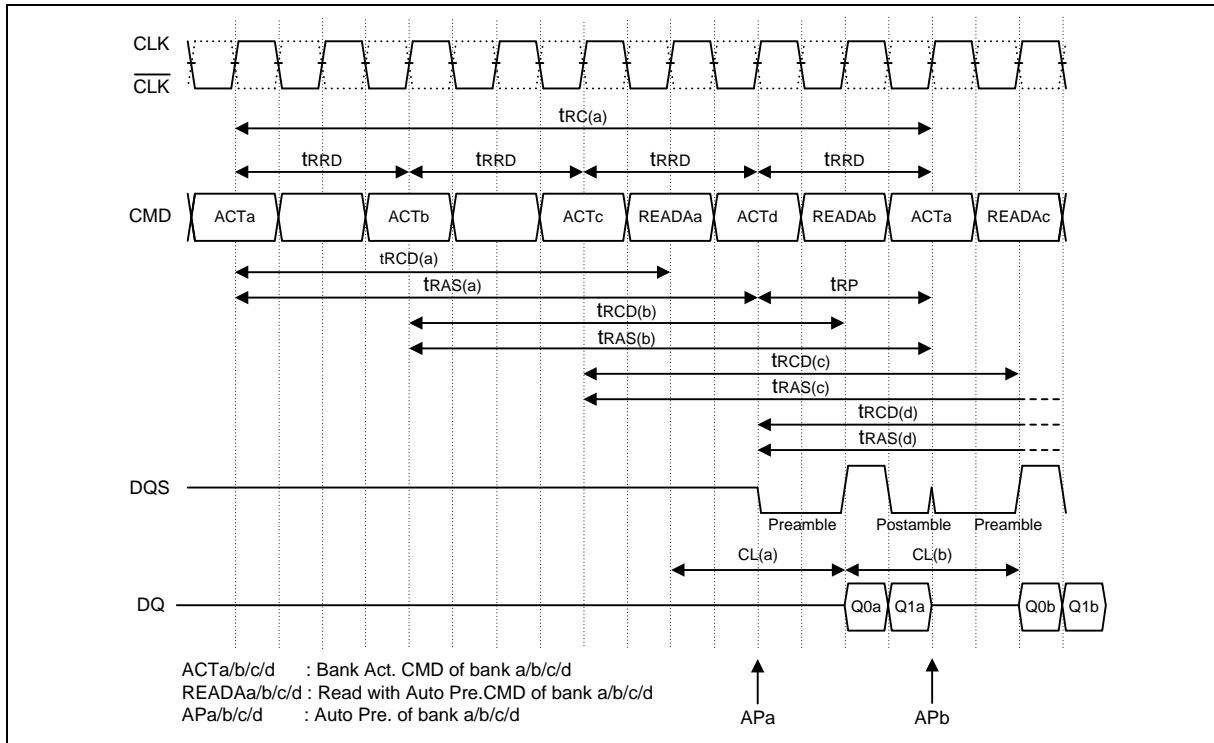 CLK
CLK
tRC(a)
tRRD tRRD tRRD tRRD
CMD ACTa ACTb ACTc READAa ACTd READAb ACTa READAc
tRCD(a)
tRAS(a) tRP
tRCD(b)
tRAS(b)
tRCD(c)
tRAS(c)
tRCD(d)
tRAS(d)
DQS
Preamble Postamble Preamble
CL(a) CL(b)
DQ Q0a Q1a Q0b Q1b
ACTa/b/c/d : Bank Act. CMD of bank a/b/c/d
READAa/b/c/d : Read with Auto Pre.CMD of bank a/b/c/d
APa/b/c/d : Auto Pre. of bank a/b/c/d
APa APb